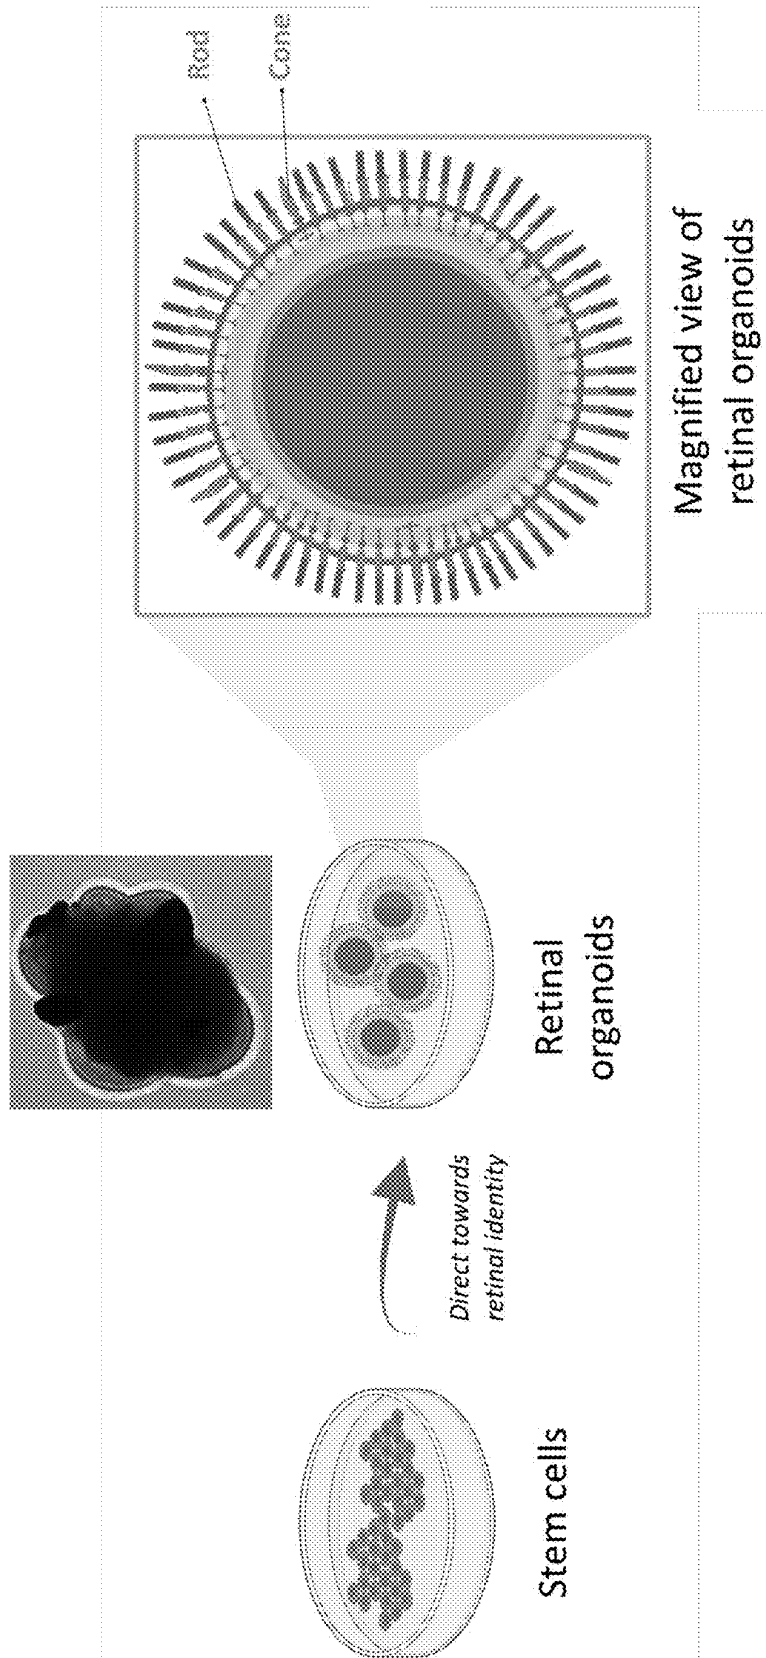 Stem cells
Direct towards
retinal identity
Retinal
organoids
Magnified view of
retinal organoids
Rod
Cone